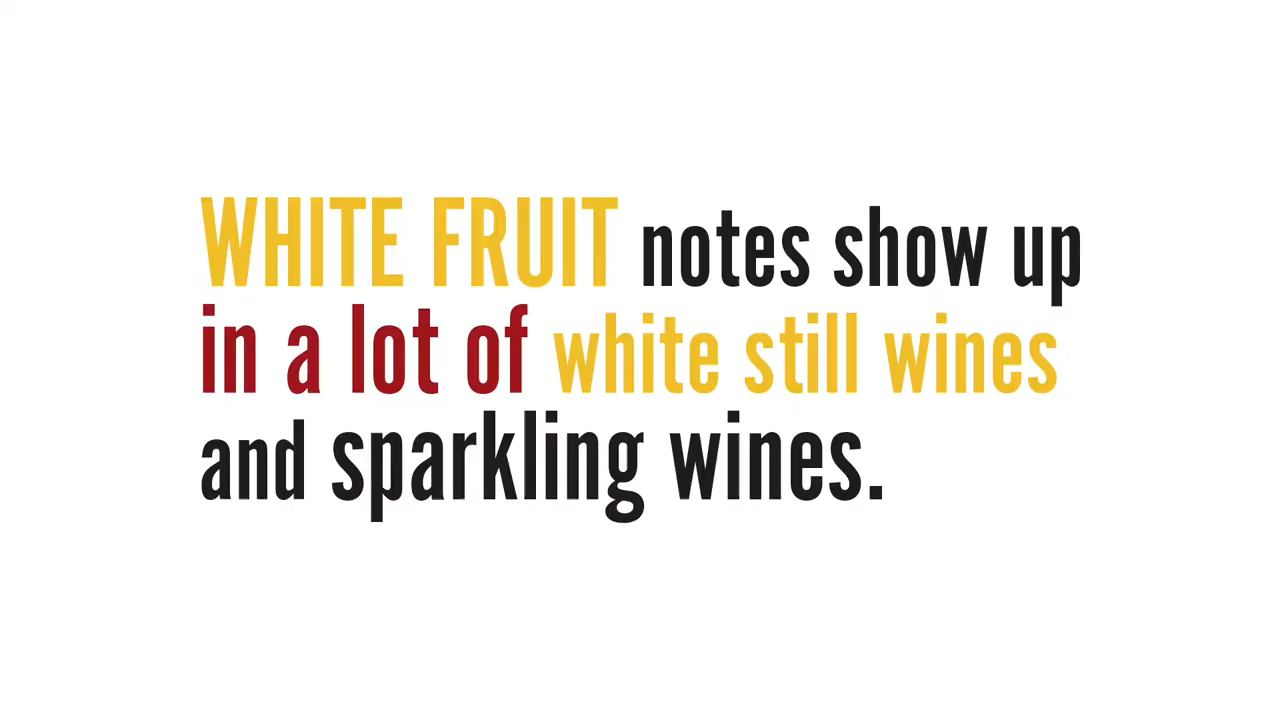 WHITE FRUIT notes show up
in a lot of white still wines
and sparkling wines.